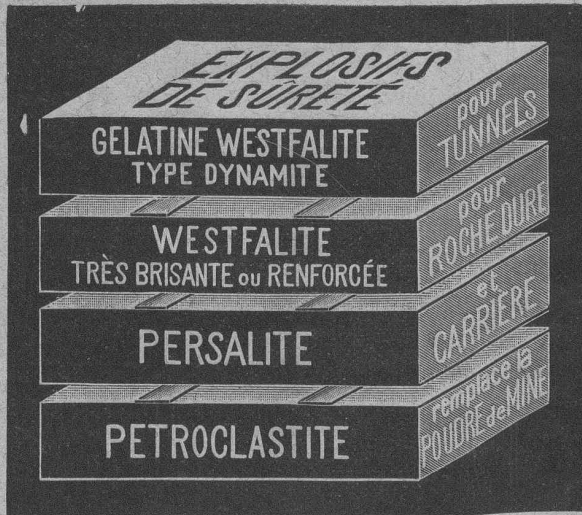 EXPLOSIFS
DE SÛRETÉ
GELATINE WESTFALITE
TYPE DYNAMITE
pour
TUNNELS
WESTFALITE
TRÈS BRISANTE ou RENFORCÉE
pour
ROCHE DURE
PERSALITE
et
CARRIÈRE
PETROCLASTITE
remplace la
POUDRE de MINE